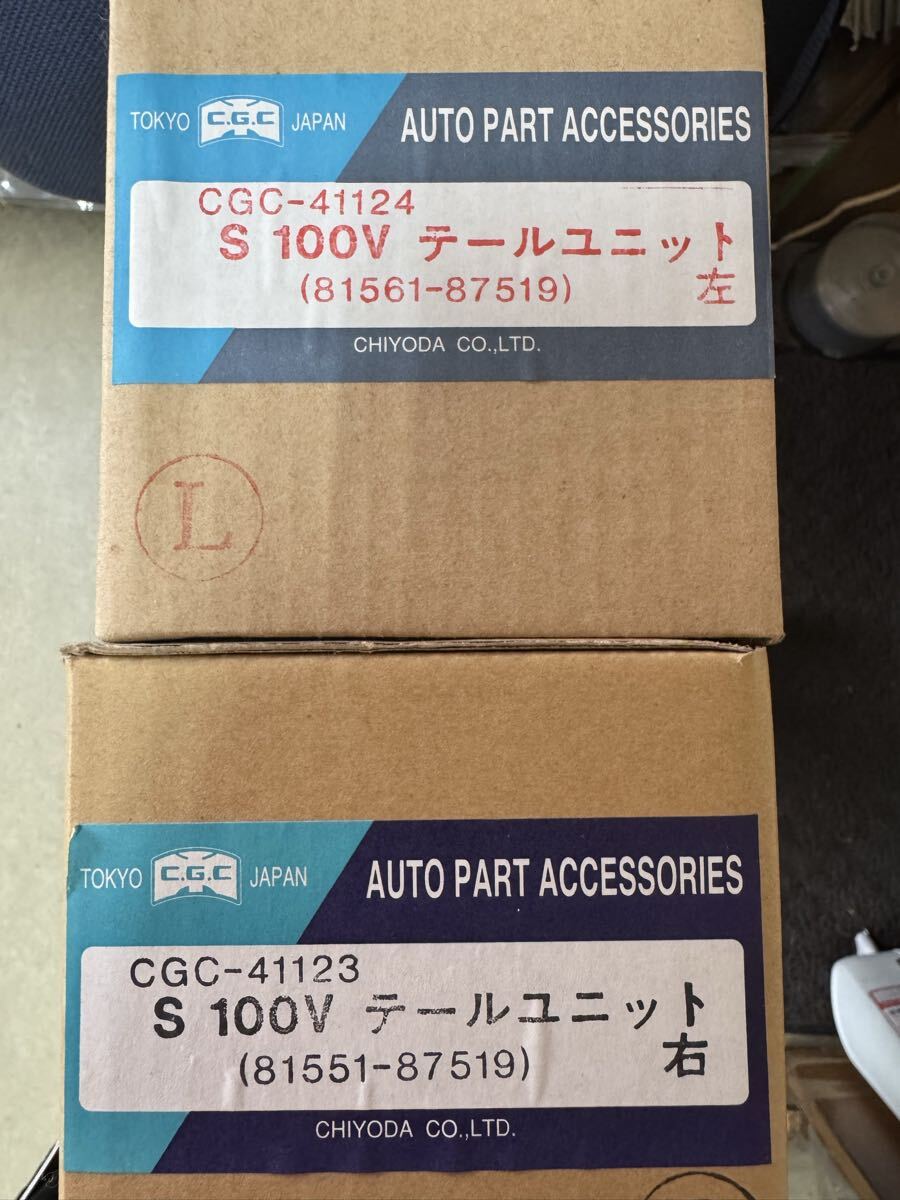 TOKYO C.G.C JAPAN
AUTO PART ACCESSORIES
CGC-41124
S 100V テールユニット
(81561-87519) 左
CHIYODA CO.,LTD.
L
TOKYO C.G.C JAPAN
AUTO PART ACCESSORIES
CGC-41123
S 100V テールユニット
(81551-87519) 右
CHIYODA CO.,LTD.